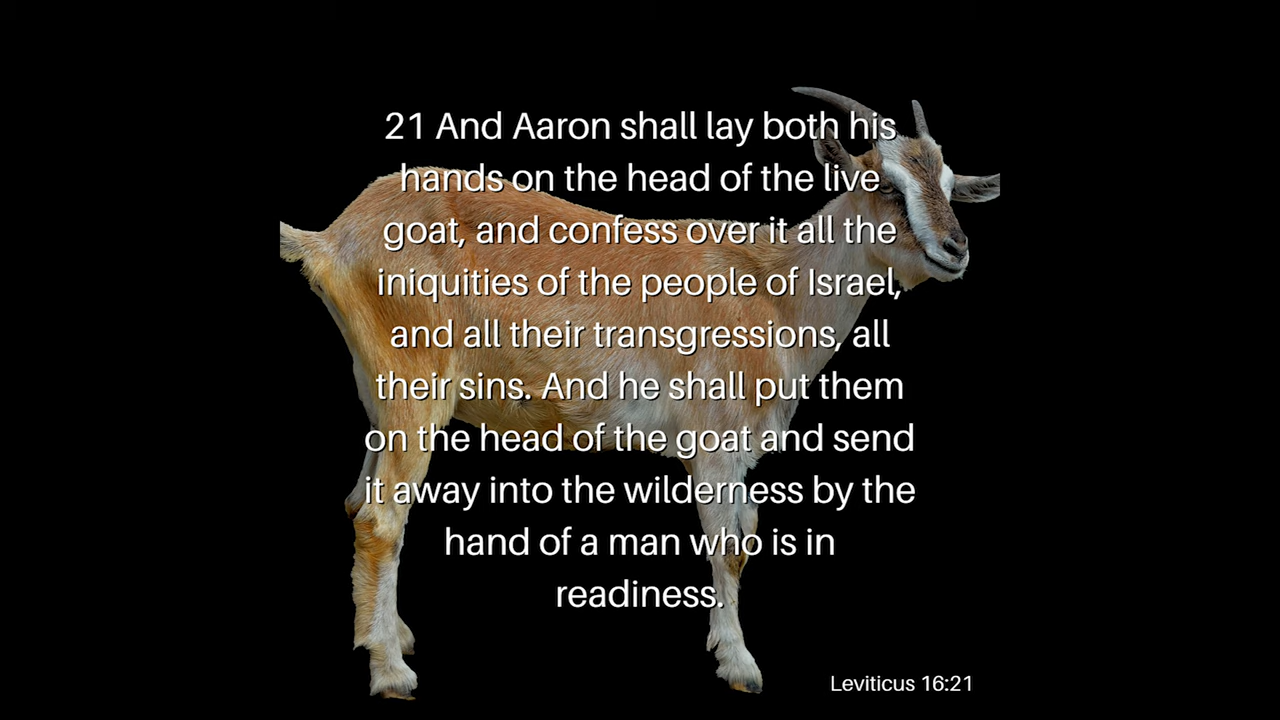 21 And Aaron shall lay both his
hands on the head of the live
goat, and confess over it all the
iniquities of the people of Israel,
and all their transgressions, all
their sins. And he shall put them
on the head of the goat and send
it away into the wilderness by the
hand of a man who is in
readiness.
Leviticus 16:21